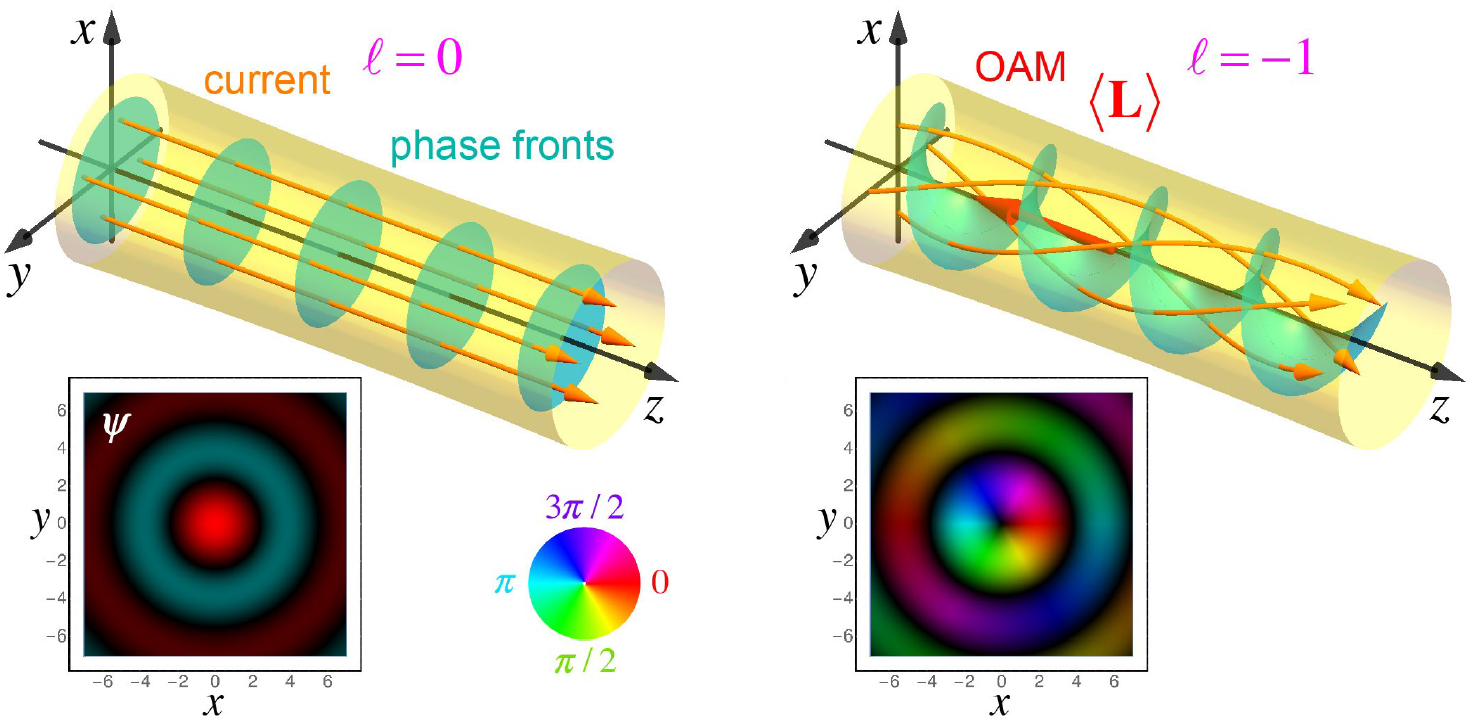 x
current
ℓ = 0
phase fronts
y
z
ψ
6
4
2
0
−2
−4
−6
y
−6 −4 −2 0 2 4 6
x
3π / 2
π
0
π / 2
x
OAM
⟨L⟩
ℓ = −1
y
z
6
4
2
0
−2
−4
−6
y
−6 −4 −2 0 2 4 6
x